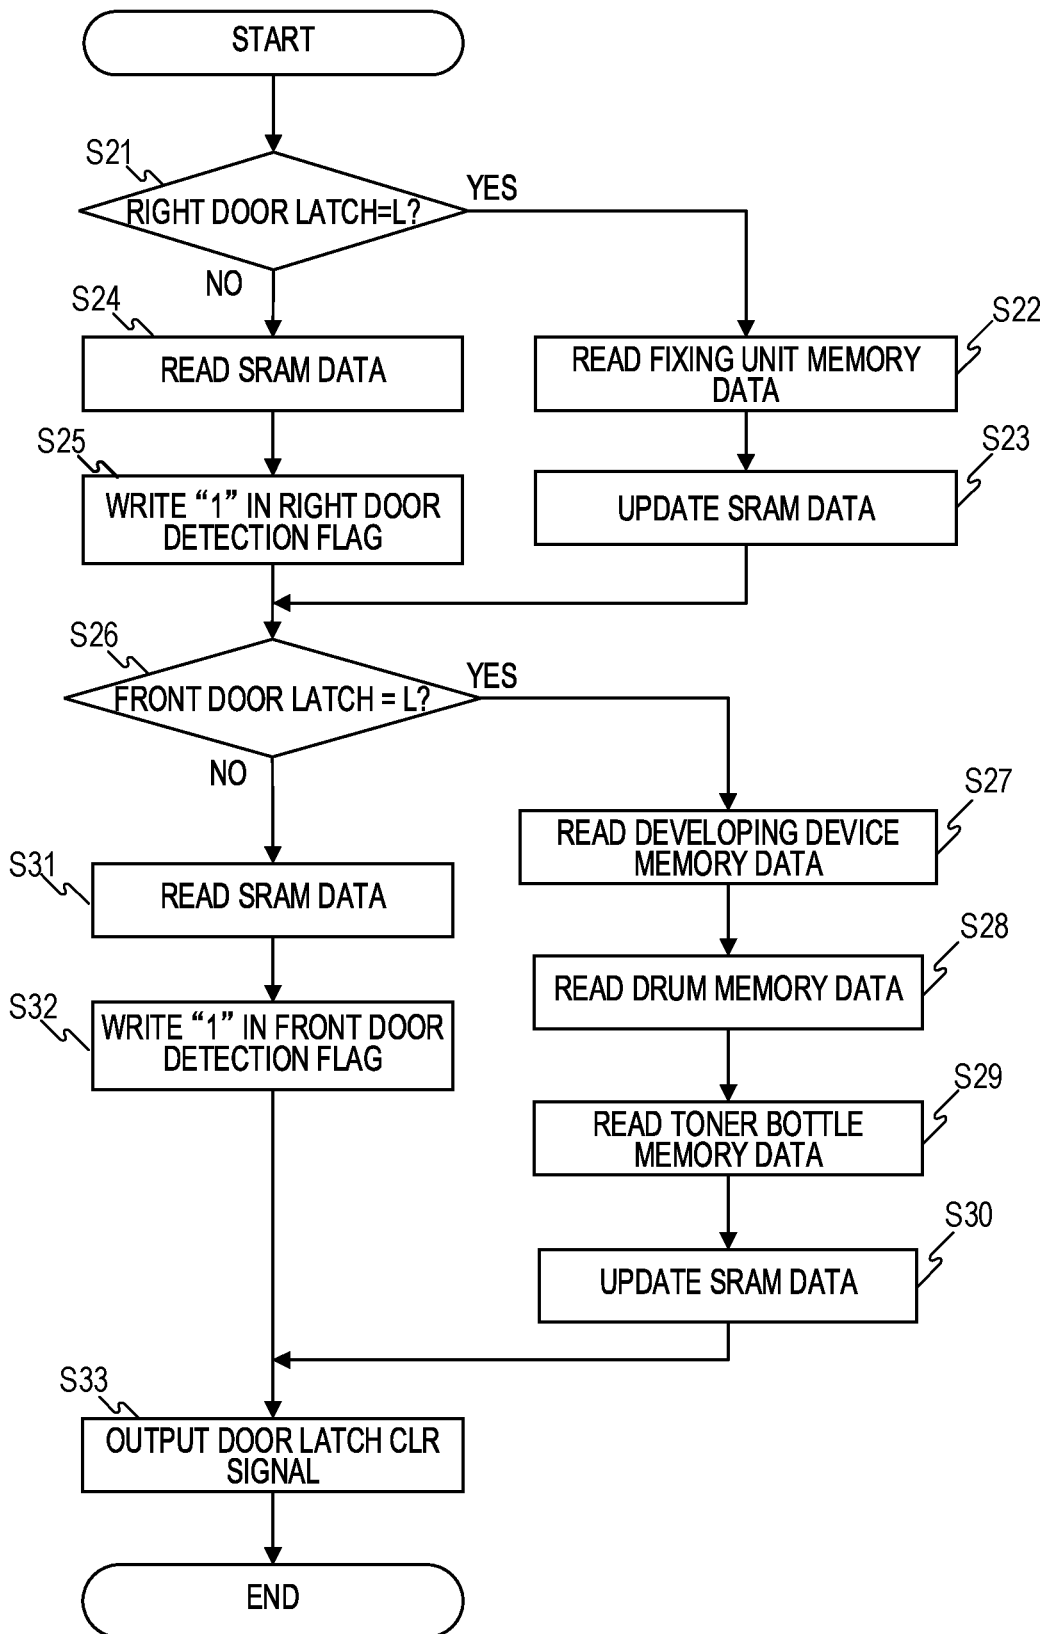 START
S21
RIGHT DOOR LATCH=L?
YES
NO
S24
READ SRAM DATA
S22
READ FIXING UNIT MEMORY
DATA
S25
WRITE “1” IN RIGHT DOOR
DETECTION FLAG
S23
UPDATE SRAM DATA
S26
FRONT DOOR LATCH = L?
YES
NO
S27
READ DEVELOPING DEVICE
MEMORY DATA
S31
READ SRAM DATA
S28
READ DRUM MEMORY DATA
S32
WRITE “1” IN FRONT DOOR
DETECTION FLAG
S29
READ TONER BOTTLE
MEMORY DATA
S30
UPDATE SRAM DATA
S33
OUTPUT DOOR LATCH CLR
SIGNAL
END